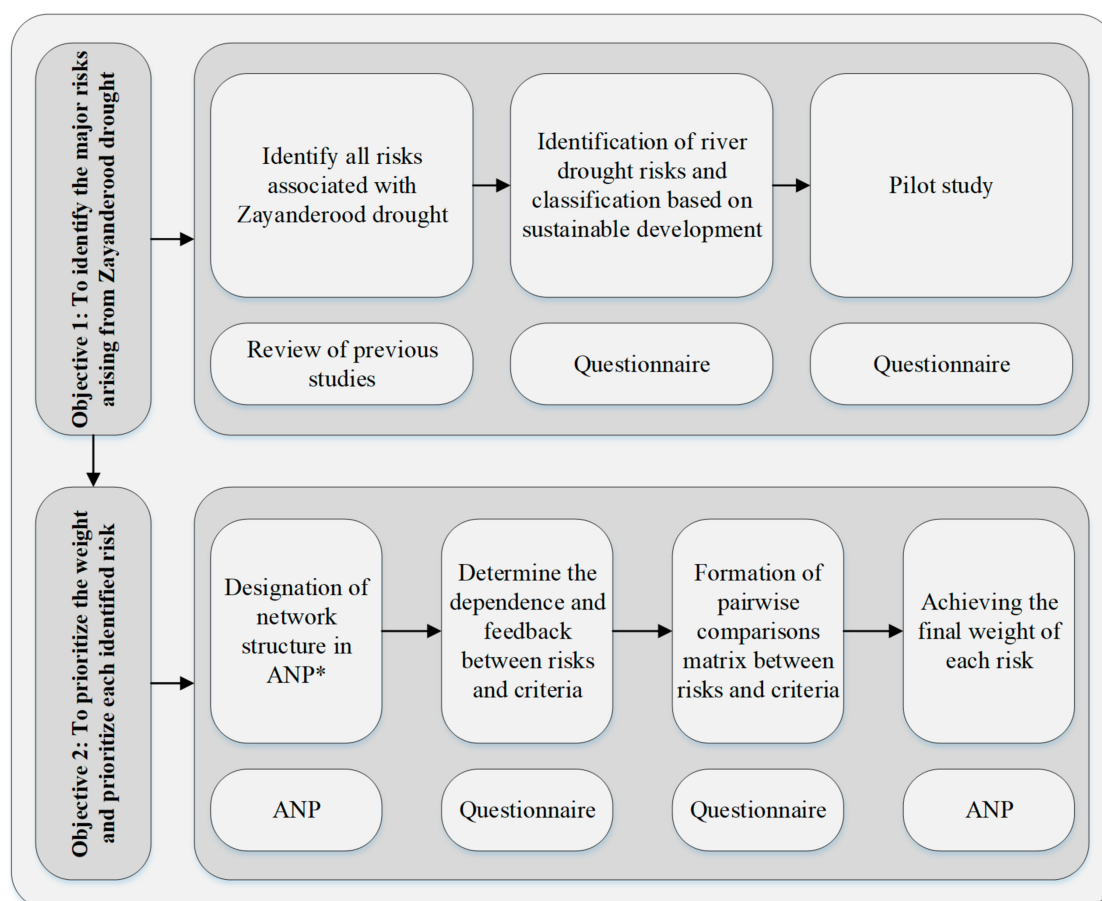 Objective 1: To identify the major risks
arising from Zayanderood drought
Identify all risks
associated with
Zayanderood drought
Identification of river
drought risks and
classification based on
sustainable development
Pilot study
Review of previous
studies
Questionnaire
Questionnaire
Objective 2: To prioritize the weight
and prioritize each identified risk
Designation of
network
structure in
ANP*
Determine the
dependence and
feedback
between risks
and criteria
Formation of
pairwise
comparisons
matrix between
risks and criteria
Achieving the
final weight of
each risk
ANP
Questionnaire
Questionnaire
ANP